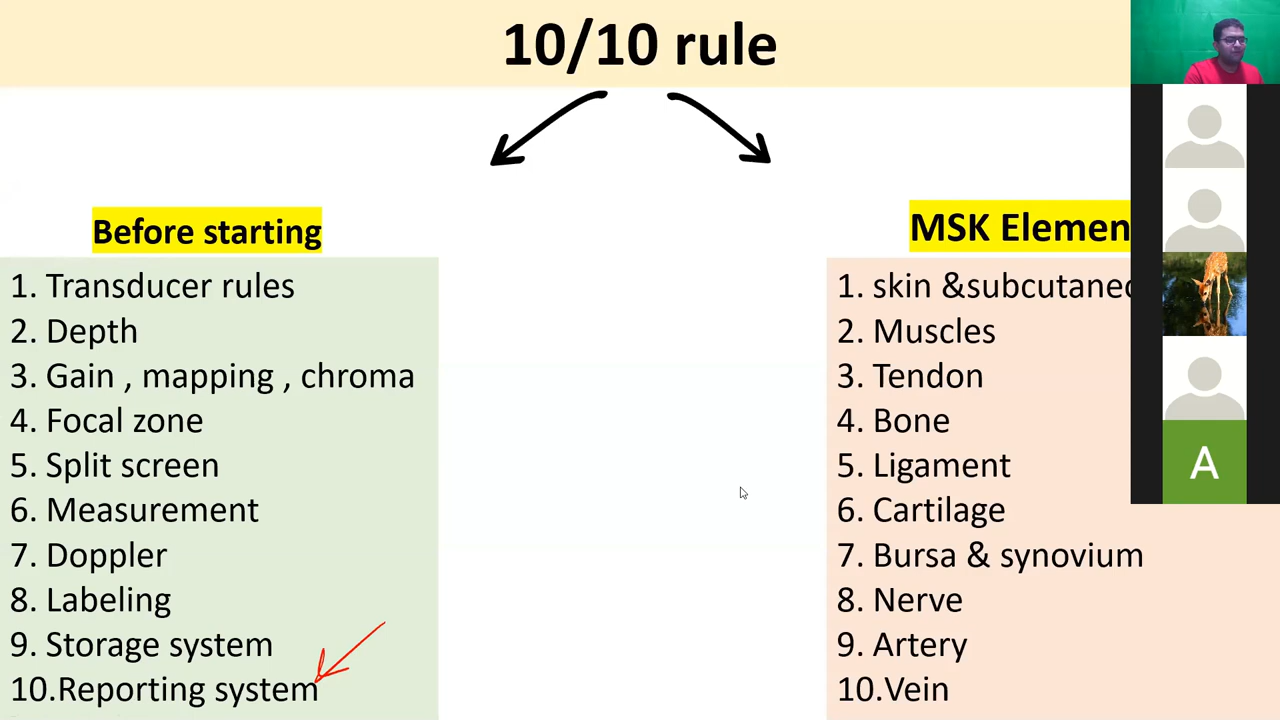 10/10 rule
Before starting
1. Transducer rules
2. Depth
3. Gain , mapping , chroma
4. Focal zone
5. Split screen
6. Measurement
7. Doppler
8. Labeling
9. Storage system
10.Reporting system
MSK
1. skin
2. Muscles
3. Tendon
4. Bone
5. Ligament
6. Cartilage
7. Bursa & synovium
8. Nerve
9. Artery
10.Vein
A